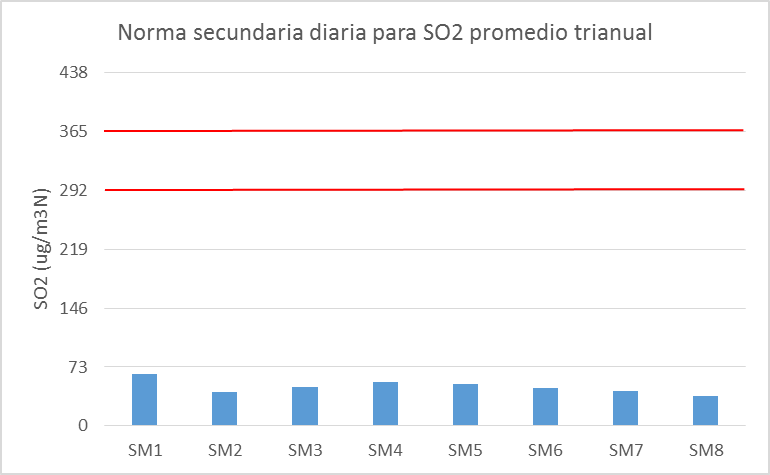 Norma secundaria diaria para SO2 promedio trianual
SO2 (ug/m3N)
438
365
292
219
146
73
0
SM1 SM2 SM3 SM4 SM5 SM6 SM7 SM8